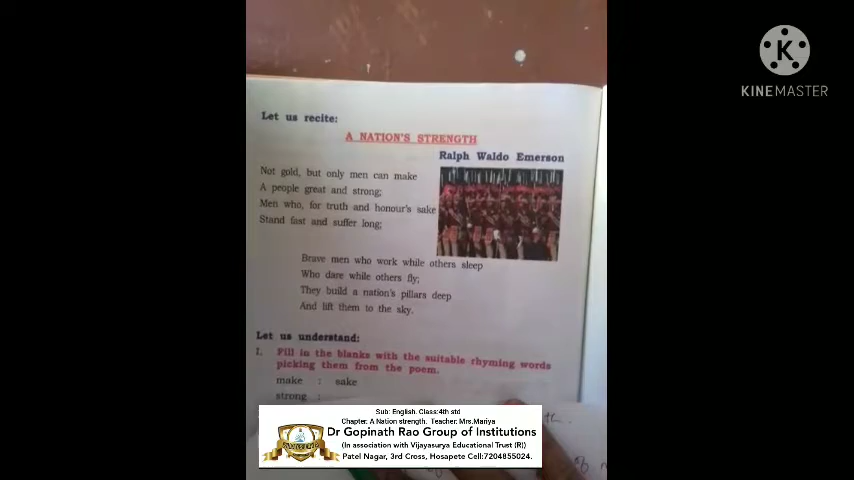 KINEMASTER
Let us recite:
A NATION'S STRENGTH
Ralph Waldo Emerson
Not gold, but only men can make
A people great and strong;
Men who, for truth and honour's sake
Stand fast and suffer long;
Brave men who work while others sleep
Who dare while others fly;
They build a nation's pillars deep
And lift them to the sky.
Let us understand:
I. Fill in the blanks with the suitable rhyming words
picking them from the poem.
make : sake
strong :
Sub: English. Class:4th std
Chapter: A Nation strength. Teacher: Mrs.Mariya
Dr Gopinath Rao Group of Institutions
(In association with Vijayasurya Educational Trust (R))
Patel Nagar, 3rd Cross, Hosapete Cell:7204855024.